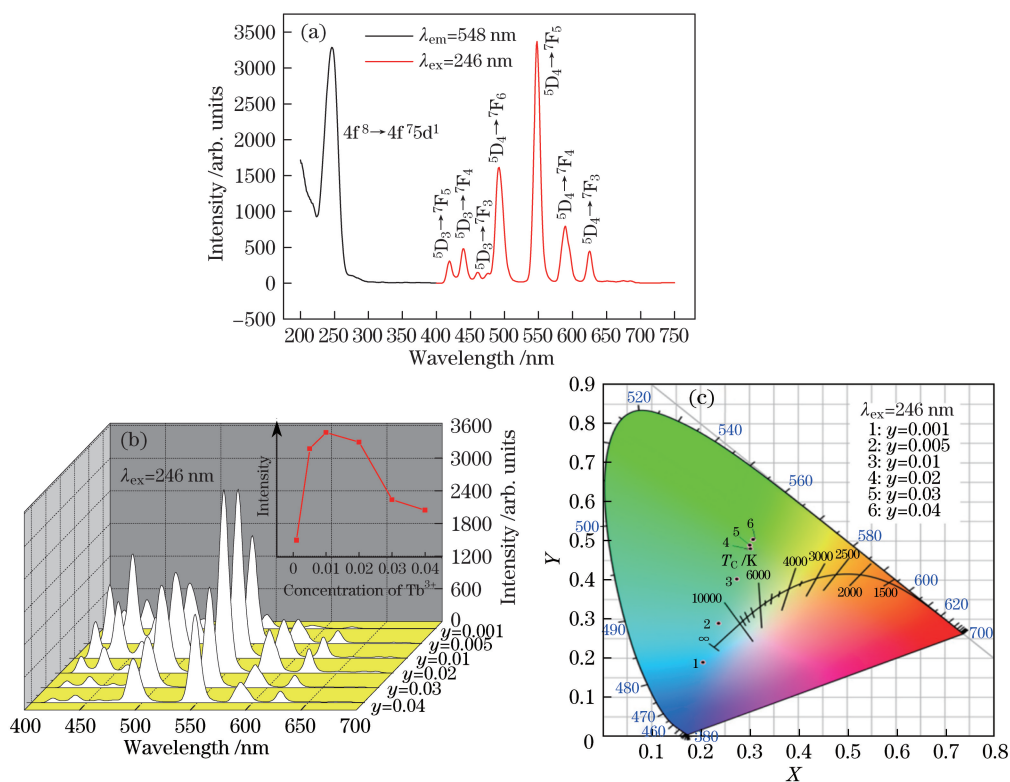 (a)
λem=548 nm
λex=246 nm
4f⁸→4f⁷5d¹
⁵D₃→⁷F₅
⁵D₃→⁷F₄
⁵D₃→⁷F₃
⁵D₄→⁷F₆
⁵D₄→⁷F₅
⁵D₄→⁷F₄
⁵D₄→⁷F₃
3500
3000
2500
2000
1500
1000
500
0
−500
Intensity /arb. units
200 250 300 350 400 450 500 550 600 650 700 750
Wavelength /nm
(b)
λex=246 nm
Intensity
0 0.01 0.02 0.03 0.04
Concentration of Tb³⁺
3600
3000
2400
1800
1200
600
0
Intensity /arb. units
y=0.001
y=0.005
y=0.01
y=0.02
y=0.03
y=0.04
400 450 500 550 600 650 700
Wavelength /nm
(c)
λex=246 nm
1: y=0.001
2: y=0.005
3: y=0.01
4: y=0.02
5: y=0.03
6: y=0.04
0.9
0.8
0.7
0.6
0.5
0.4
0.3
0.2
0.1
0
Y
520
540
560
580
600
620
700
500
490
480
470
460
380
6
5
4
3
2
1
TC /K
∞
10000
6000
4000
3000
2500
2000
1500
0.1 0.2 0.3 0.4 0.5 0.6 0.7 0.8
X